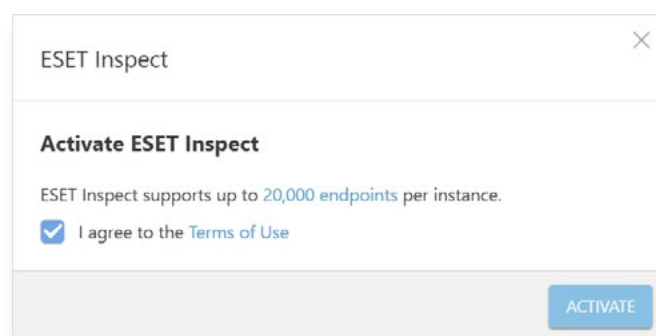 ESET Inspect
Activate ESET Inspect
ESET Inspect supports up to 20,000 endpoints per instance.
I agree to the Terms of Use
ACTIVATE